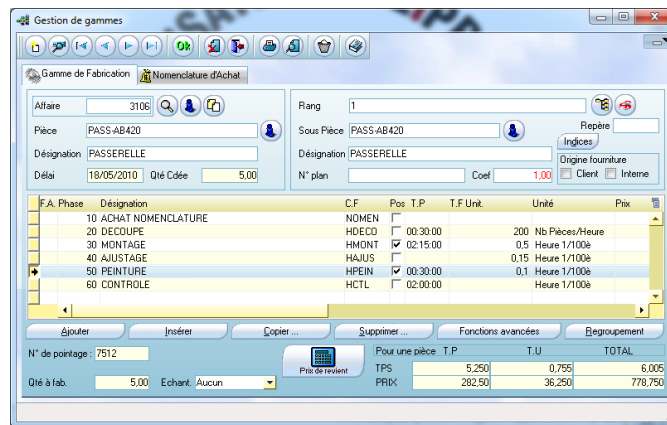 Gestion de gammes
Ok
Gamme de Fabrication Nomenclature d'Achat
Affaire 3106 Rang 1
Pièce PASS-AB420 Sous Pièce PASS-AB420 Repère
Indices
Désignation PASSERELLE Désignation PASSERELLE Origine fourniture
Délai 18/05/2010 Qté Cdée 5,00 N° plan Coef 1,00 Client Interne
F.A. Phase Désignation C.F Pos T.P T.F Unit. Unité Prix
10 ACHAT NOMENCLATURE NOMEN
20 DECOUPE HDECO 00:30:00 200 Nb Pièces/Heure
30 MONTAGE HMONT 02:15:00 0,5 Heure 1/100è
40 AJUSTAGE HAJUS 0,15 Heure 1/100è
50 PEINTURE HPEIN 00:30:00 0,1 Heure 1/100è
60 CONTROLE HCTL 02:00:00 Heure 1/100è
Ajouter Insérer Copier ... Supprimer ... Fonctions avancées Regroupement
N° de pointage : 7512 Prix de revient Pour une pièce T.P T.U TOTAL
TPS 5,250 0,755 6,005
Qté à fab. 5,00 Echant. Aucun PRIX 282,50 36,250 778,750